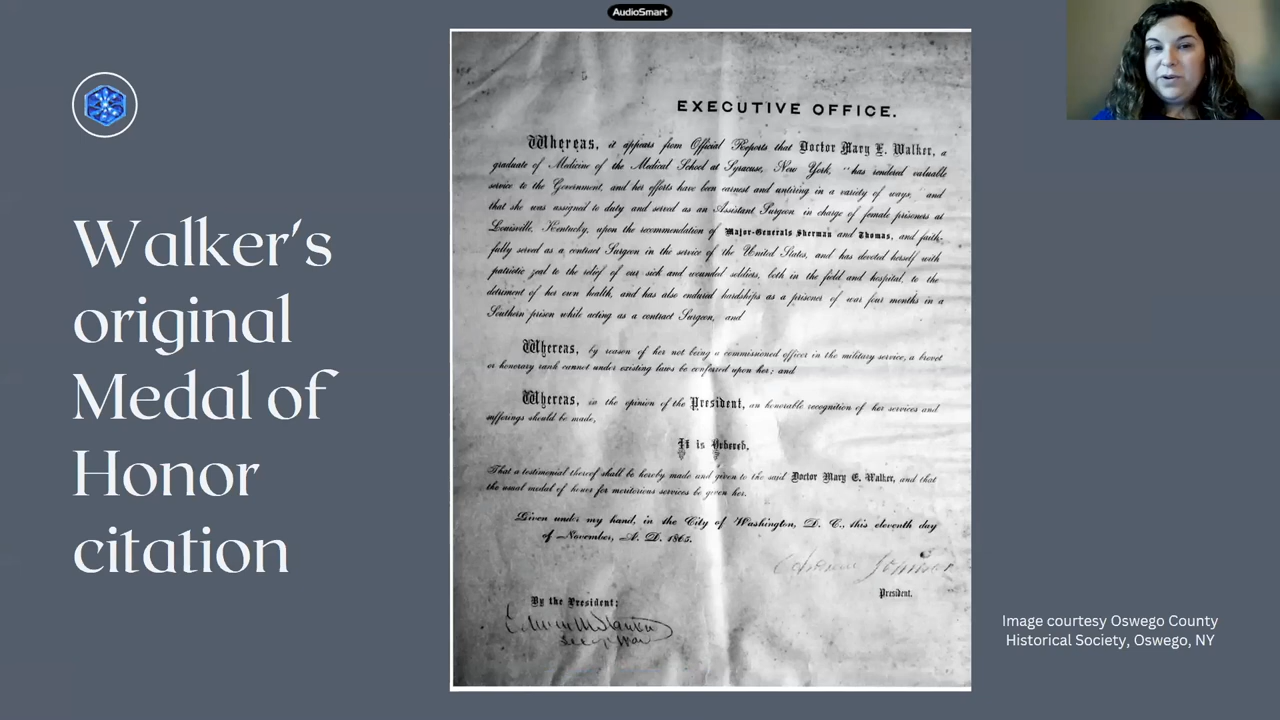 AudioSmart
Walker's
original
Medal of
Honor
citation
EXECUTIVE OFFICE.
Whereas, it appears from Official Reports that Doctor Mary E. Walker, a
graduate of Medicine of the Medical School at Syracuse, New York, "has rendered valuable
service to the Government, and her efforts have been earnest and untiring in a variety of ways," and
that she was assigned to duty and served as an Assistant Surgeon in charge of female prisoners at
Louisville, Kentucky, upon the recommendation of Major-Generals Sherman and Thomas, and faith-
fully served as a contract Surgeon in the service of the United States, and has devoted herself with
patriotic zeal to the relief of our sick and wounded soldiers, both in the field and hospital, to the
detriment of her own health, and has also endured hardships as a prisoner of war four months in a
Southern prison while acting as a contract Surgeon, and
Whereas, by reason of her not being a commissioned officer in the military service, a brevet
or honorary rank cannot under existing laws be conferred upon her; and
Whereas, in the opinion of the President, an honorable recognition of her services and
sufferings should be made,
It is Ordered,
That a testimonial thereof shall be hereby made and given to the said Doctor Mary E. Walker, and that
the usual medal of honor for meritorious services be given her.
Given under my hand, in the City of Washington, D. C., this eleventh day
of November, A. D. 1865.
Andrew Johnson
President.
By the President:
Edwin M Stanton
Sec of War
Image courtesy Oswego County
Historical Society, Oswego, NY